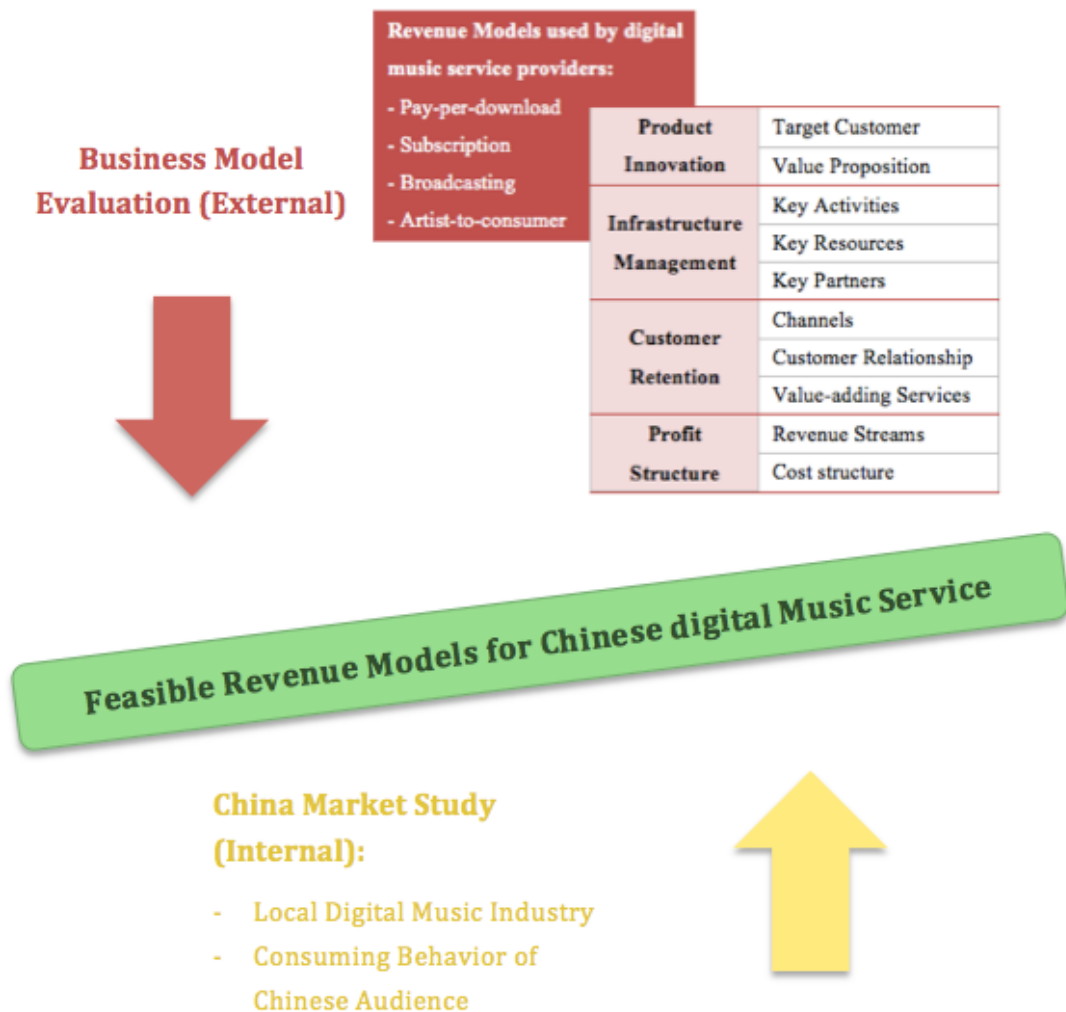 Revenue Models used by digital
music service providers:
- Pay-per-download
- Subscription
- Broadcasting
- Artist-to-consumer
Business Model
Evaluation (External)
Product
Innovation
Target Customer
Value Proposition
Infrastructure
Management
Key Activities
Key Resources
Key Partners
Customer
Retention
Channels
Customer Relationship
Value-adding Services
Profit
Structure
Revenue Streams
Cost structure
Feasible Revenue Models for Chinese digital Music Service
China Market Study
(Internal):
- Local Digital Music Industry
- Consuming Behavior of
Chinese Audience